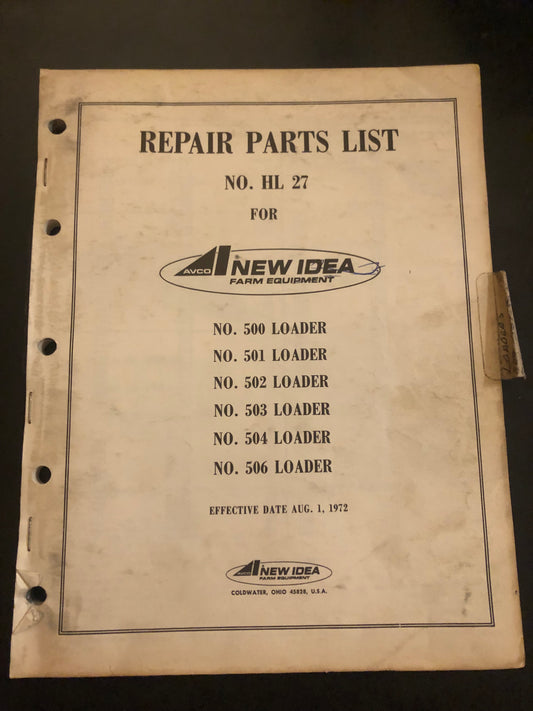 REPAIR PARTS LIST
NO. HL 27
FOR
AVCO NEW IDEA
FARM EQUIPMENT
NO. 500 LOADER
NO. 501 LOADER
NO. 502 LOADER
NO. 503 LOADER
NO. 504 LOADER
NO. 506 LOADER
EFFECTIVE DATE AUG. 1, 1972
NEW IDEA
FARM EQUIPMENT
COLDWATER, OHIO 45828, U.S.A.
LOADERS